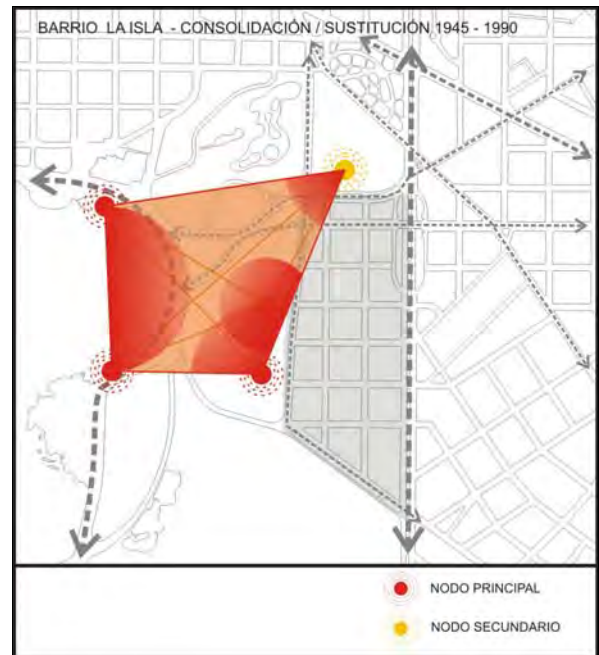 BARRIO LA ISLA - CONSOLIDACIÓN / SUSTITUCIÓN 1945 - 1990
NODO PRINCIPAL
NODO SECUNDARIO